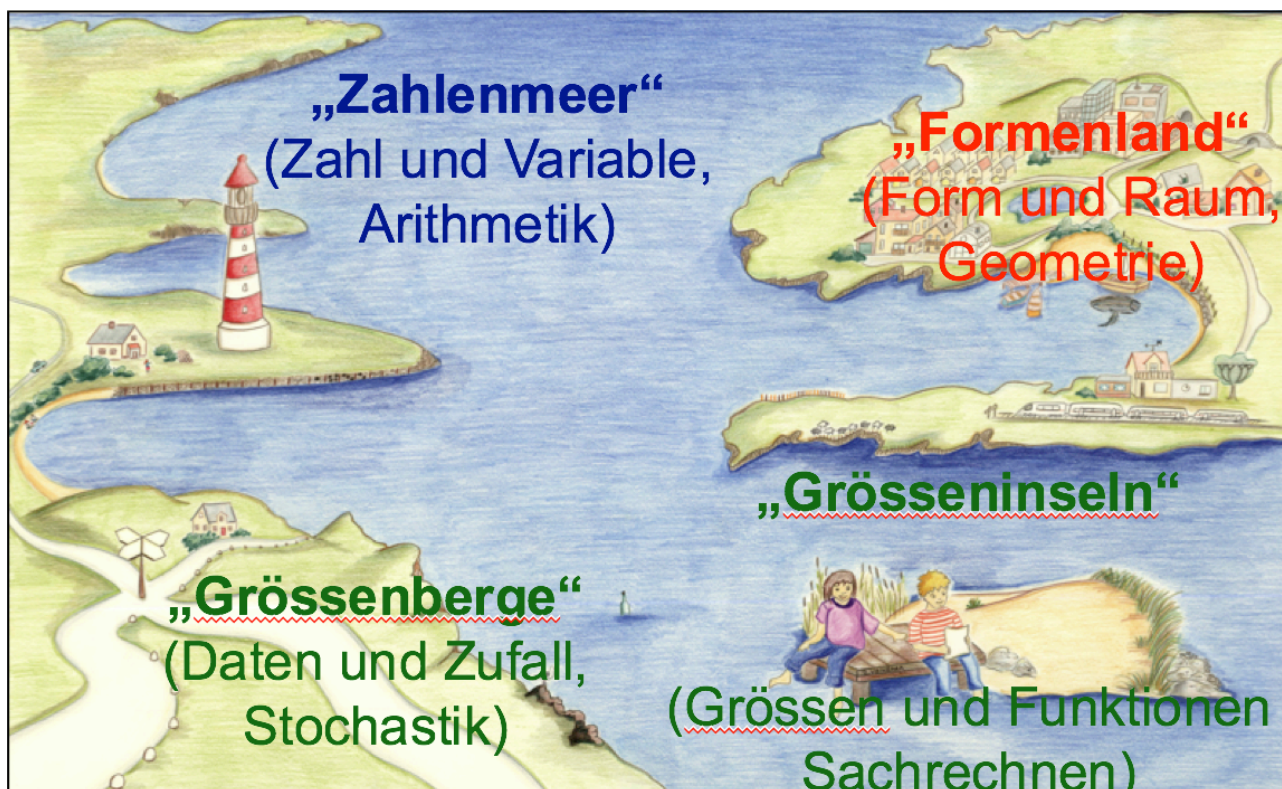 „Zahlenmeer“
(Zahl und Variable,
Arithmetik)
„Formenland“
(Form und Raum,
Geometrie)
„Grössenberge“
(Daten und Zufall,
Stochastik)
„Grösseninseln“
(Grössen und Funktionen
Sachrechnen)